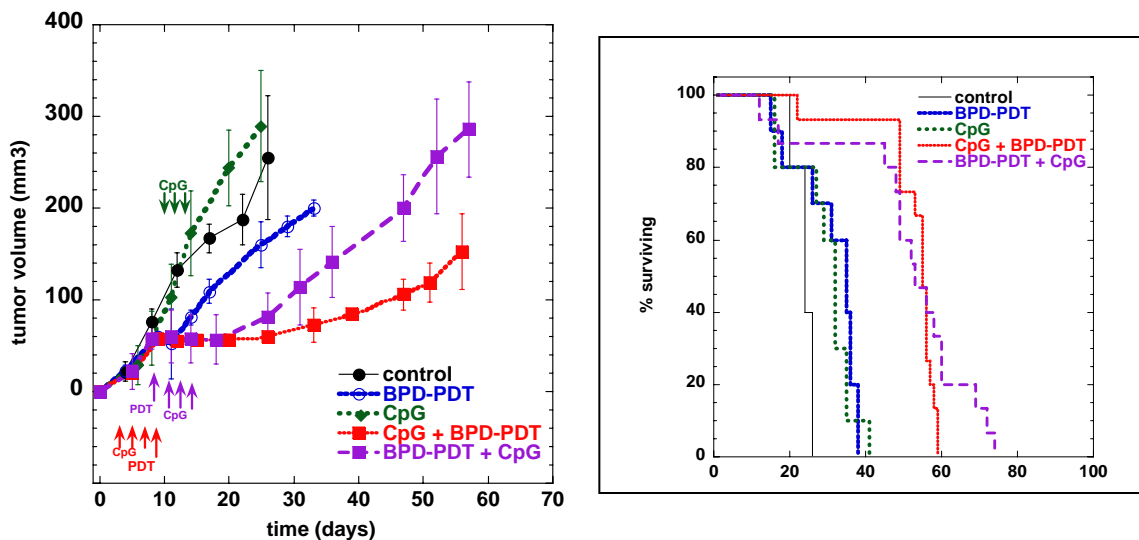 400
300
200
100
0
tumor volume (mm3)
CpG
PDT
CpG
CpG
PDT
control
BPD-PDT
CpG
CpG + BPD-PDT
BPD-PDT + CpG
0 10 20 30 40 50 60 70
time (days)
100
80
60
40
20
0
% surviving
control
BPD-PDT
CpG
CpG + BPD-PDT
BPD-PDT + CpG
0 20 40 60 80 100